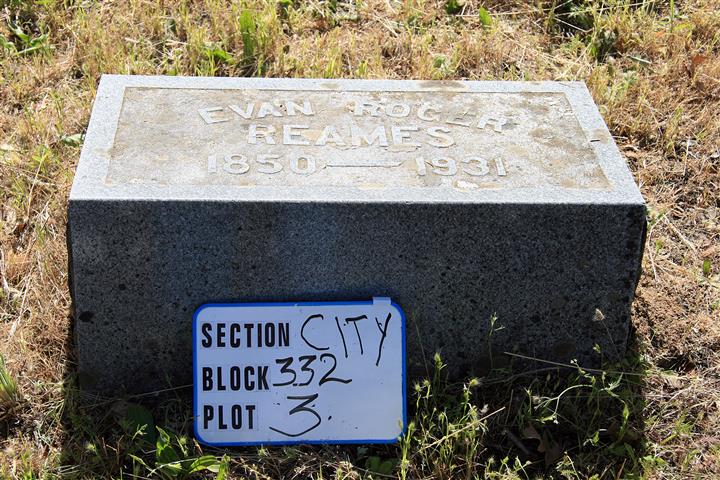 EVAN ROGER
REAMES
1850 — 1931
SECTION CITY
BLOCK 332
PLOT 3.